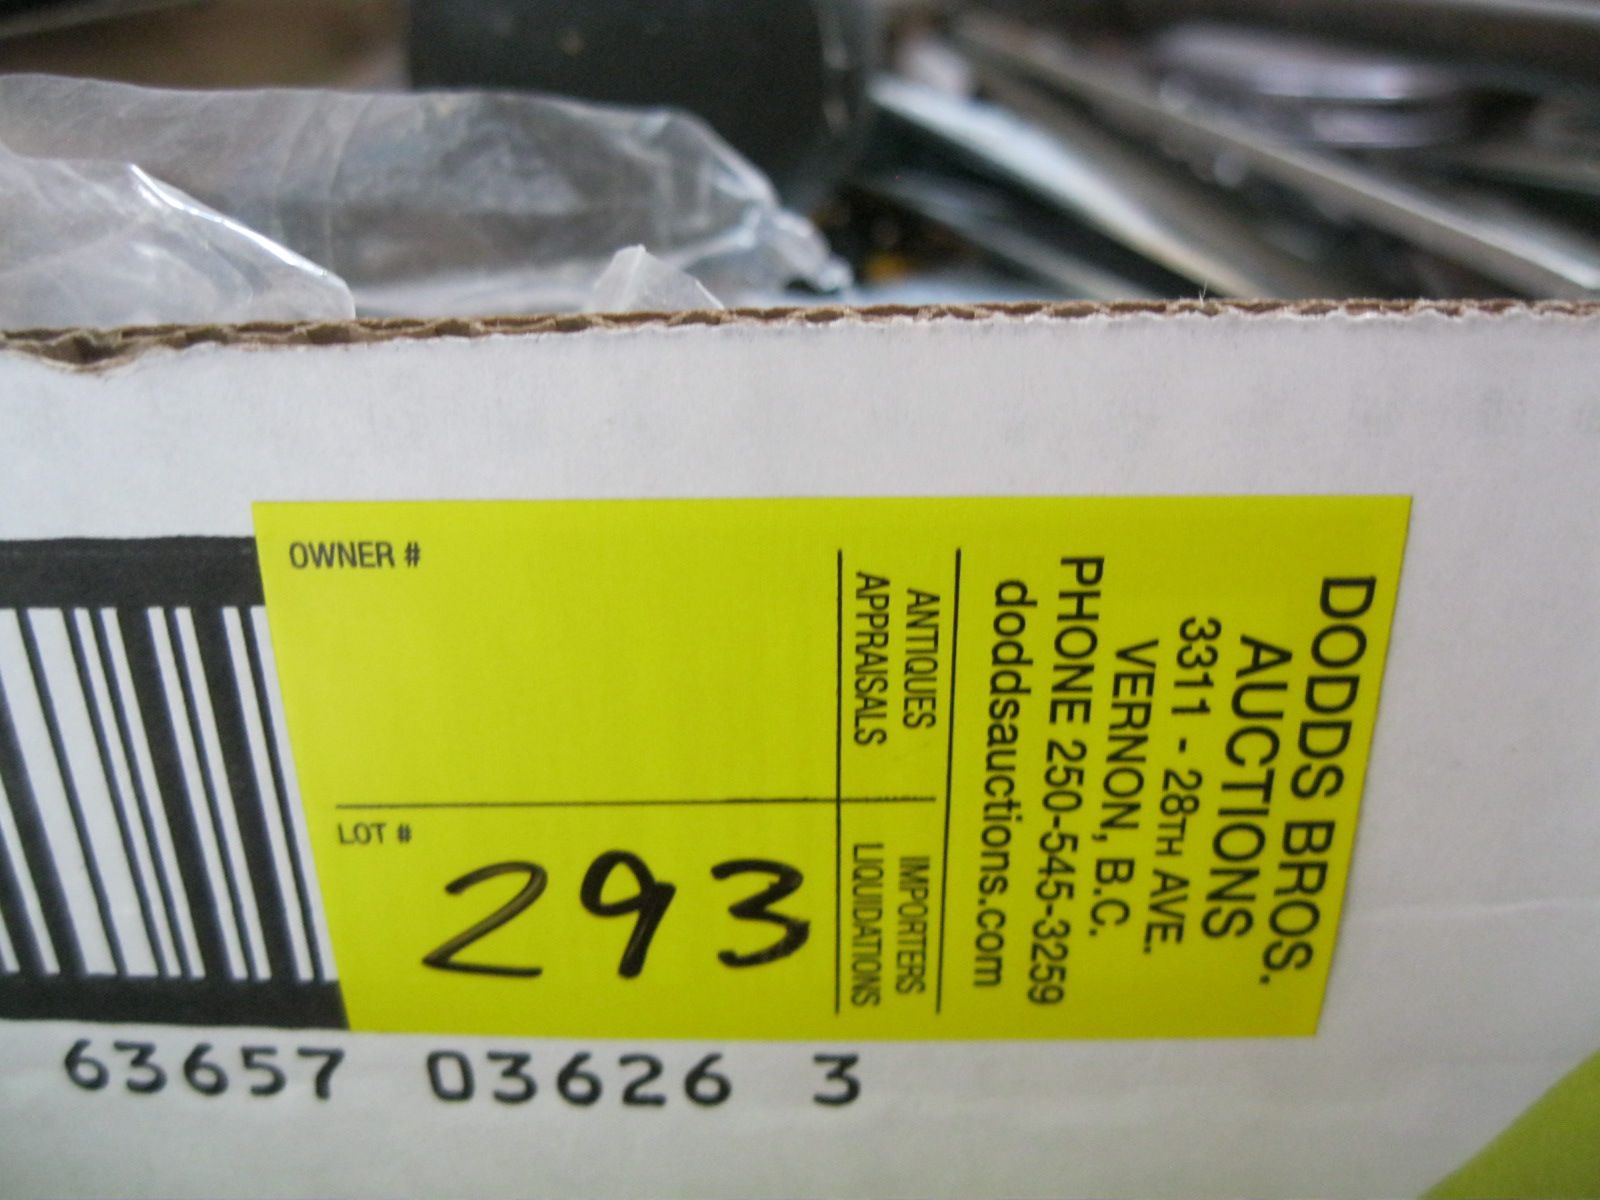 DODDS BROS.
AUCTIONS
3311 - 28TH AVE.
VERNON, B.C.
PHONE 250-545-3259
doddsauctions.com
ANTIQUES
APPRAISALS
IMPORTERS
LIQUIDATIONS
OWNER #
LOT #
293
63657 03626 3